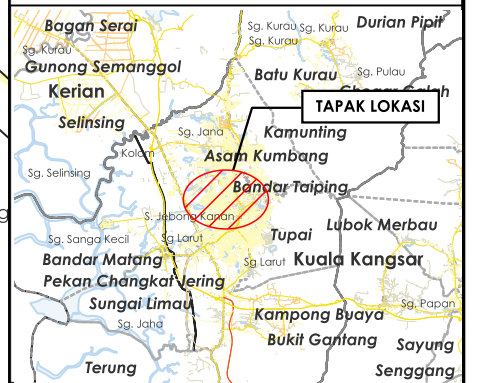 Durian Pipit
Bagan Serai
Sg. Kurau
Sg. Kurau
Sg. Kurau
Sg. Kurau
Gunong Semanggol
Batu Kurau
Sg. Pulau
Kerian
TAPAK LOKASI
Selinsing
Sg. Jana
Kamunting
Kolam
Asam Kumbang
Sg. Selinsing
Bandar Taiping
S. Jebong Kanan
Lubok Merbau
Sg. Sanga Kecil
Sg Larut
Tupai
Bandar Matang
Sg Larut
Kuala Kangsar
Pekan Changkat Jering
Sungai Limau
Sg. Papan
Kampong Buaya
Sg. Jaha
Bukit Gantang
Sayung
Terung
Senggang